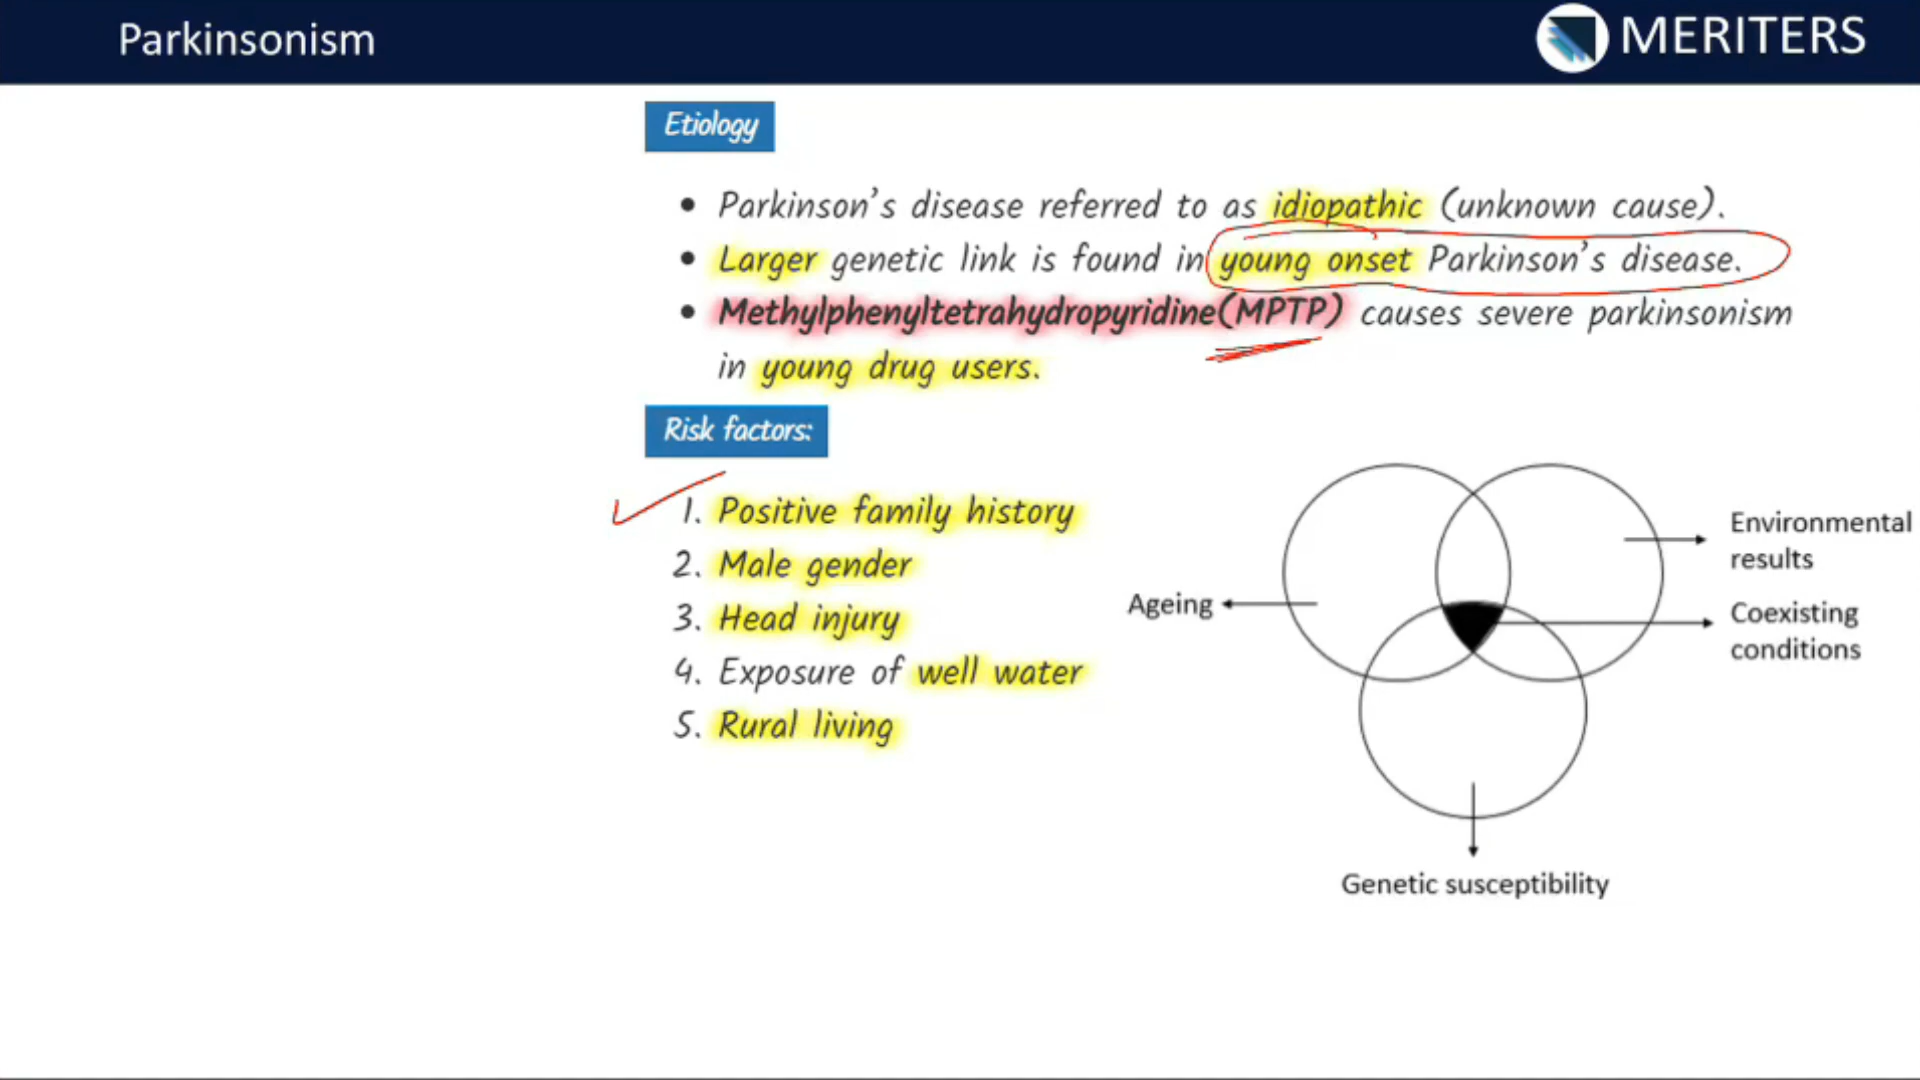 Parkinsonism
MERITERS
Etiology
• Parkinson's disease referred to as idiopathic (unknown cause).
• Larger genetic link is found in young onset Parkinson's disease.
• Methylphenyltetrahydropyridine(MPTP) causes severe parkinsonism
in young drug users.
Risk factors:
1. Positive family history
2. Male gender
3. Head injury
4. Exposure of well water
5. Rural living
Ageing
Environmental
results
Coexisting
conditions
Genetic susceptibility